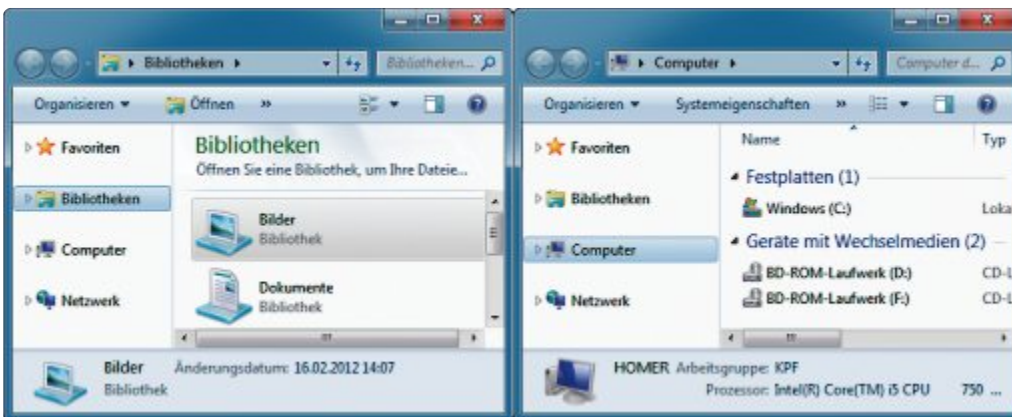 Bibliotheken
Bibliotheken...
Organisieren
Öffnen
»
Favoriten
Bibliotheken
Computer
Netzwerk
Bibliotheken
Öffnen Sie eine Bibliothek, um Ihre Dateie...
Bilder
Bibliothek
Dokumente
Bibliothek
Bilder
Änderungsdatum: 16.02.2012 14:07
Bibliothek
Computer
Computer d...
Organisieren
Systemeigenschaften
»
Favoriten
Bibliotheken
Computer
Netzwerk
Name Typ
Festplatten (1)
Windows (C:) Loka
Geräte mit Wechselmedien (2)
BD-ROM-Laufwerk (D:) CD-L
BD-ROM-Laufwerk (F:) CD-L
HOMER Arbeitsgruppe: KPF
Prozessor: Intel(R) Core(TM) i5 CPU 750 ...